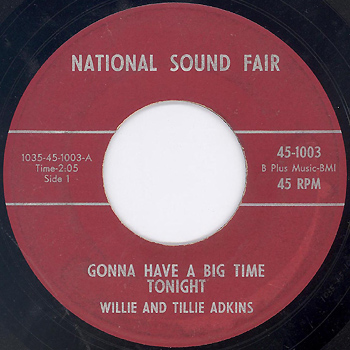 NATIONAL SOUND FAIR
1035-45-1003-A
Time-2:05
Side 1
45-1003
B Plus Music-BMI
45 RPM
GONNA HAVE A BIG TIME
TONIGHT
WILLIE AND TILLIE ADKINS